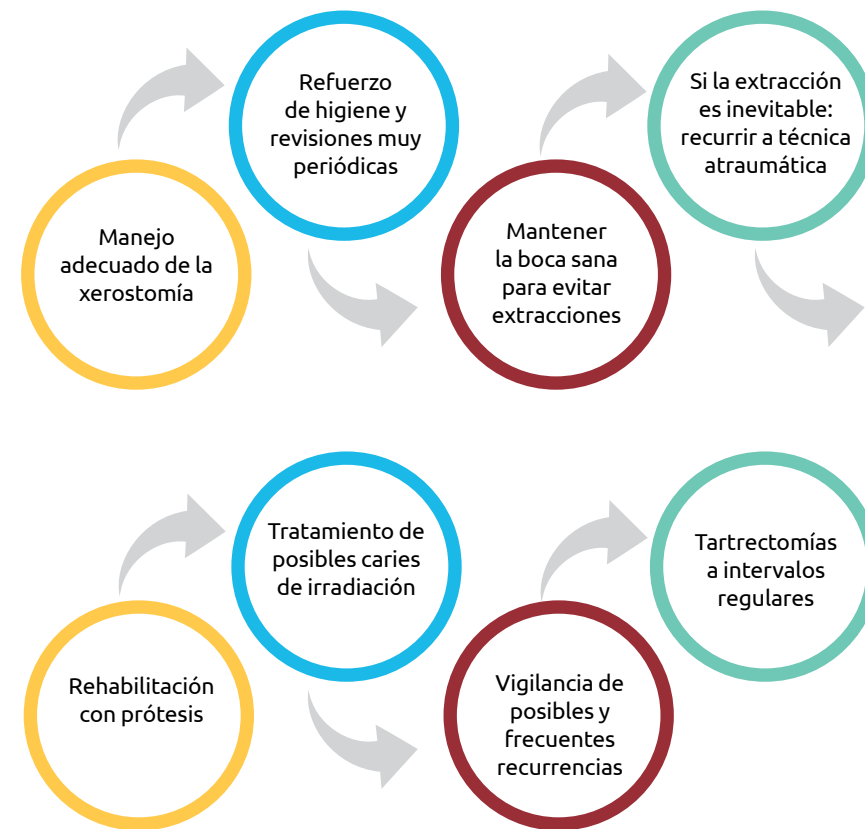 Manejo
adecuado de la
xerostomía
Refuerzo
de higiene y
revisiones muy
periódicas
Mantener
la boca sana
para evitar
extracciones
Si la extracción
es inevitable:
recurrir a técnica
atraumática
Rehabilitación
con prótesis
Tratamiento de
posibles caries
de irradiación
Vigilancia de
posibles y
frecuentes
recurrencias
Tartrectomías
a intervalos
regulares